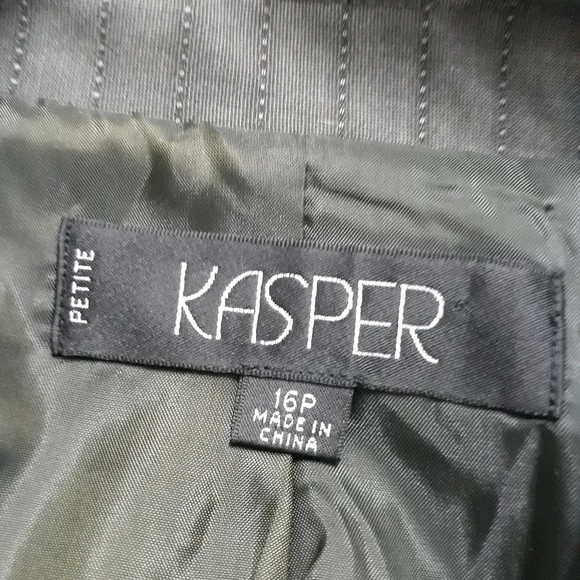 PETITE
KASPER
16P
MADE IN
CHINA